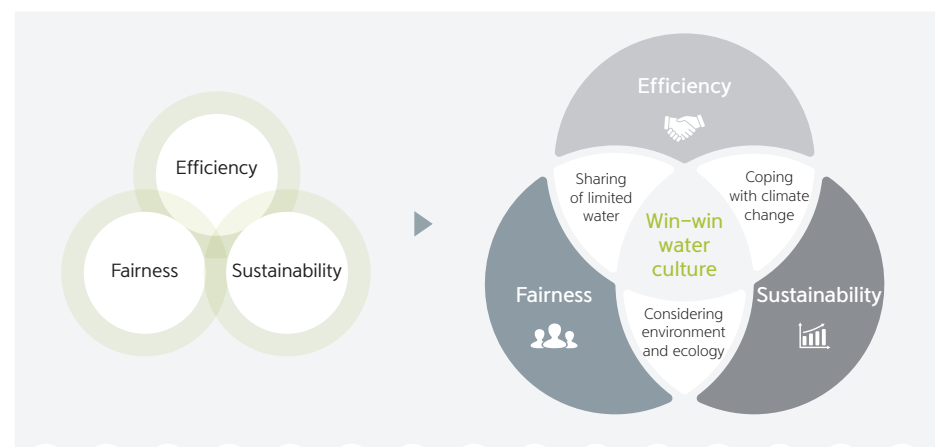 Efficiency
Fairness
Sustainability
Efficiency
Sharing
of limited
water
Coping
with climate
change
Win-win
water
culture
Fairness
Sustainability
Considering
environment
and ecology